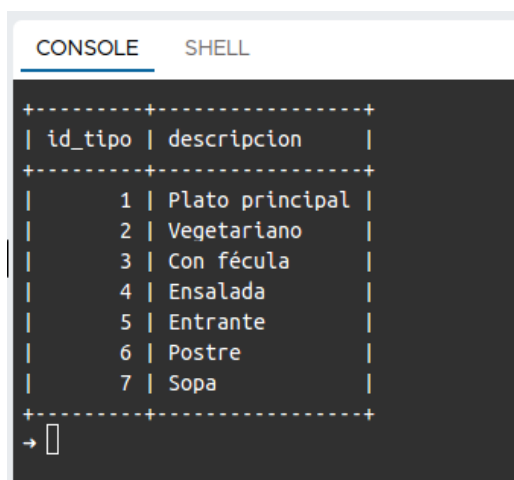 CONSOLE SHELL
+---------+-----------------+
| id_tipo | descripcion     |
+---------+-----------------+
|       1 | Plato principal |
|       2 | Vegetariano     |
|       3 | Con fécula      |
|       4 | Ensalada        |
|       5 | Entrante        |
|       6 | Postre          |
|       7 | Sopa            |
+---------+-----------------+
→